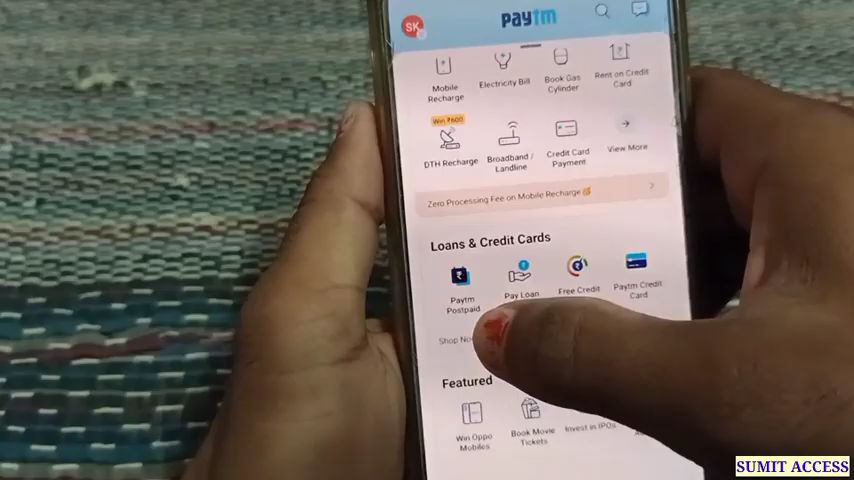 SK
paytm
Mobile
Recharge
Electricity Bill
Book Gas
Cylinder
Rent on Credit
Card
Win ₹600
DTH Recharge
Broadband /
Landline
Credit Card
Payment
View More
Zero Processing Fee on Mobile Recharge
Loans & Credit Cards
Paytm
Postpaid
Pay Loan
Free Credit
Paytm Credit
Card
Shop
Featured
Win Oppo
Mobiles
Book Movie
Tickets
Invest in IPOs
SUMIT ACCESS